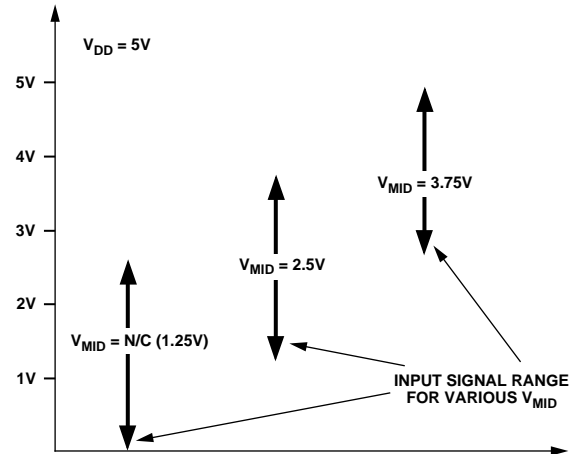 V_DD = 5V
5V
4V
V_MID = 3.75V
3V
V_MID = 2.5V
2V
V_MID = N/C (1.25V)
1V
INPUT SIGNAL RANGE
FOR VARIOUS V_MID